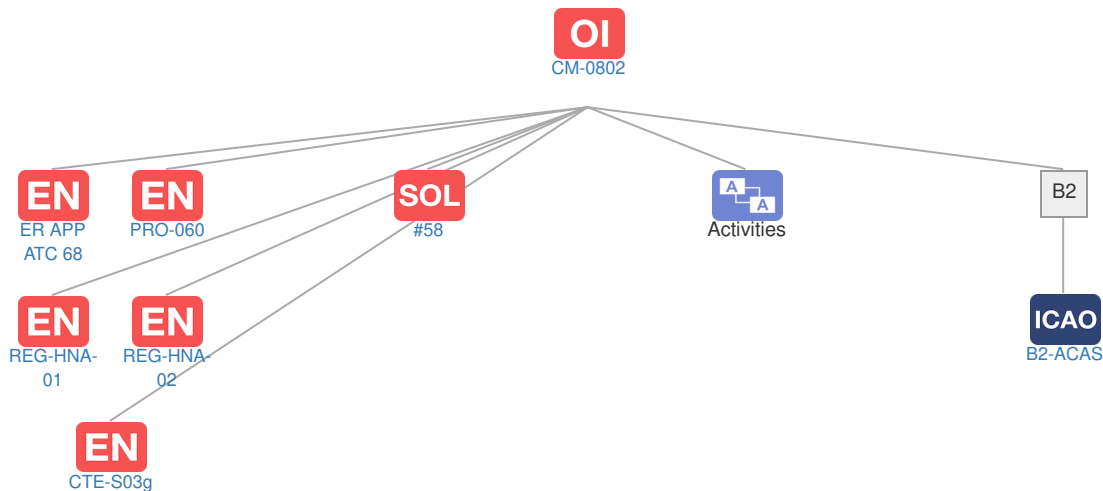 OI
CM-0802
EN
ER APP
ATC 68
EN
PRO-060
SOL
#58
A
A
Activities
B2
EN
REG-HNA-
01
EN
REG-HNA-
02
ICAO
B2-ACAS
EN
CTE-S03g